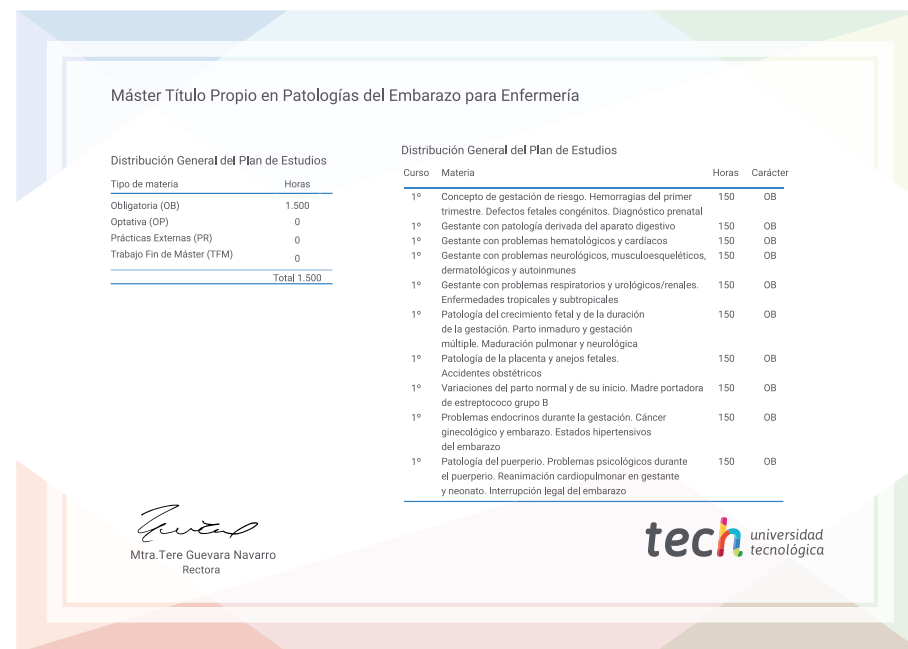 Máster Título Propio en Patologías del Embarazo para Enfermería
Distribución General del Plan de Estudios
Tipo de materia Horas
Obligatoria (OB) 1.500
Optativa (OP) 0
Prácticas Externas (PR) 0
Trabajo Fin de Máster (TFM) 0
Total 1.500
Distribución General del Plan de Estudios
Curso Materia Horas Carácter
1º Concepto de gestación de riesgo. Hemorragias del primer 150 OB
trimestre. Defectos fetales congénitos. Diagnóstico prenatal
1º Gestante con patología derivada del aparato digestivo 150 OB
1º Gestante con problemas hematológicos y cardíacos 150 OB
1º Gestante con problemas neurológicos, musculoesqueléticos, 150 OB
dermatológicos y autoinmunes
1º Gestante con problemas respiratorios y urológicos/renales. 150 OB
Enfermedades tropicales y subtropicales
1º Patología del crecimiento fetal y de la duración 150 OB
de la gestación. Parto inmaduro y gestación
múltiple. Maduración pulmonar y neurológica
1º Patología de la placenta y anejos fetales. 150 OB
Accidentes obstétricos
1º Variaciones del parto normal y de su inicio. Madre portadora 150 OB
de estreptococo grupo B
1º Problemas endocrinos durante la gestación. Cáncer 150 OB
ginecológico y embarazo. Estados hipertensivos
del embarazo
1º Patología del puerperio. Problemas psicológicos durante 150 OB
el puerperio. Reanimación cardiopulmonar en gestante
y neonato. Interrupción legal del embarazo
Mtra.Tere Guevara Navarro
Rectora
tech universidad
tecnológica